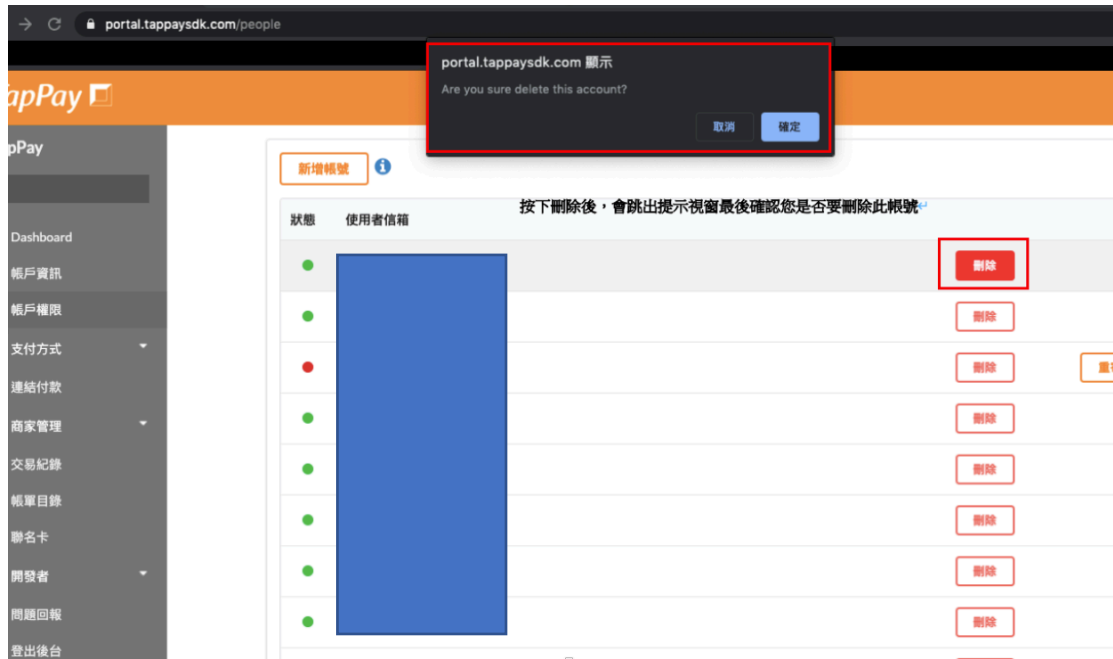 portal.tappaysdk.com/people
portal.tappaysdk.com 顯示
Are you sure delete this account?
取消
確定
apPay
pPay
新增帳號
按下刪除後，會跳出提示視窗最後確認您是否要刪除此帳號
狀態
使用者信箱
Dashboard
帳戶資訊
帳戶權限
支付方式
連結付款
商家管理
交易紀錄
帳單目錄
聯名卡
開發者
問題回報
登出後台
刪除
刪除
刪除
刪除
刪除
刪除
刪除
刪除